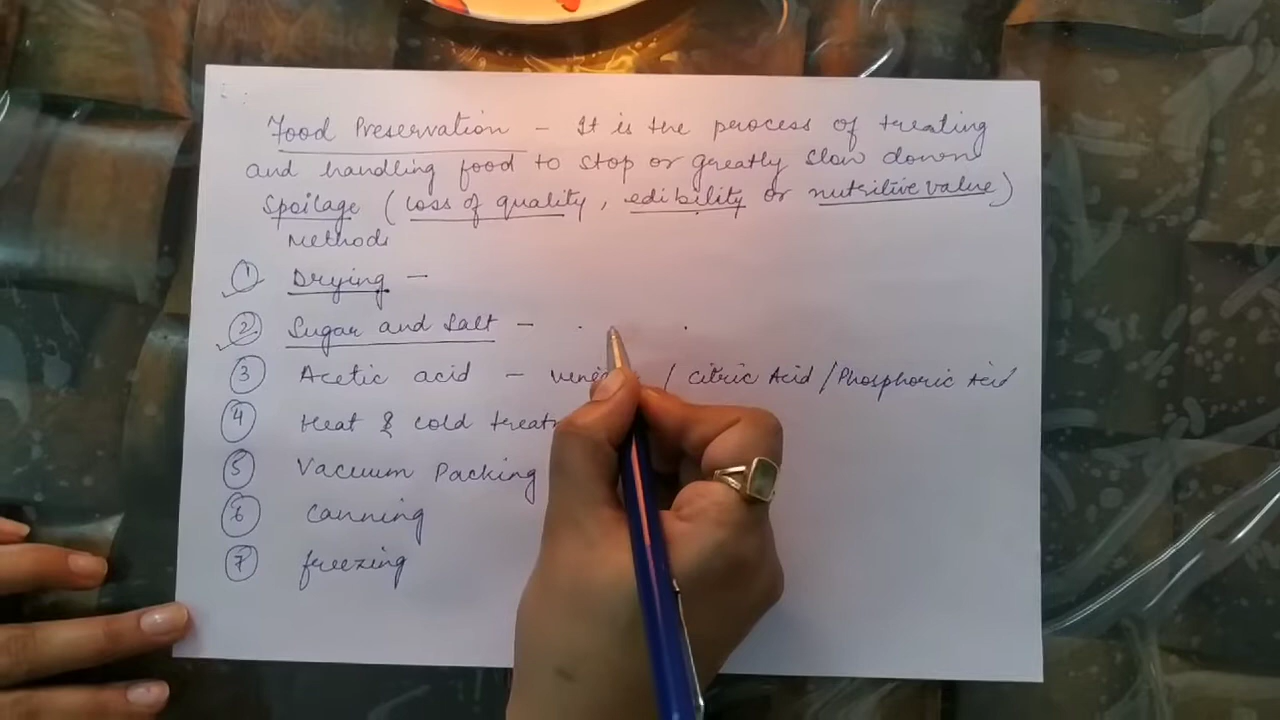 Food Preservation - It is the process of treating
and handling food to stop or greatly slow down
Spoilage (loss of quality, edibility or nutritive value)
Methods
① Drying -
② Sugar and Salt -
③ Acetic acid - / Citric Acid / Phosphoric Acid
④ Heat & cold
⑤ Vacuum Packing
⑥ Canning
⑦ freezing